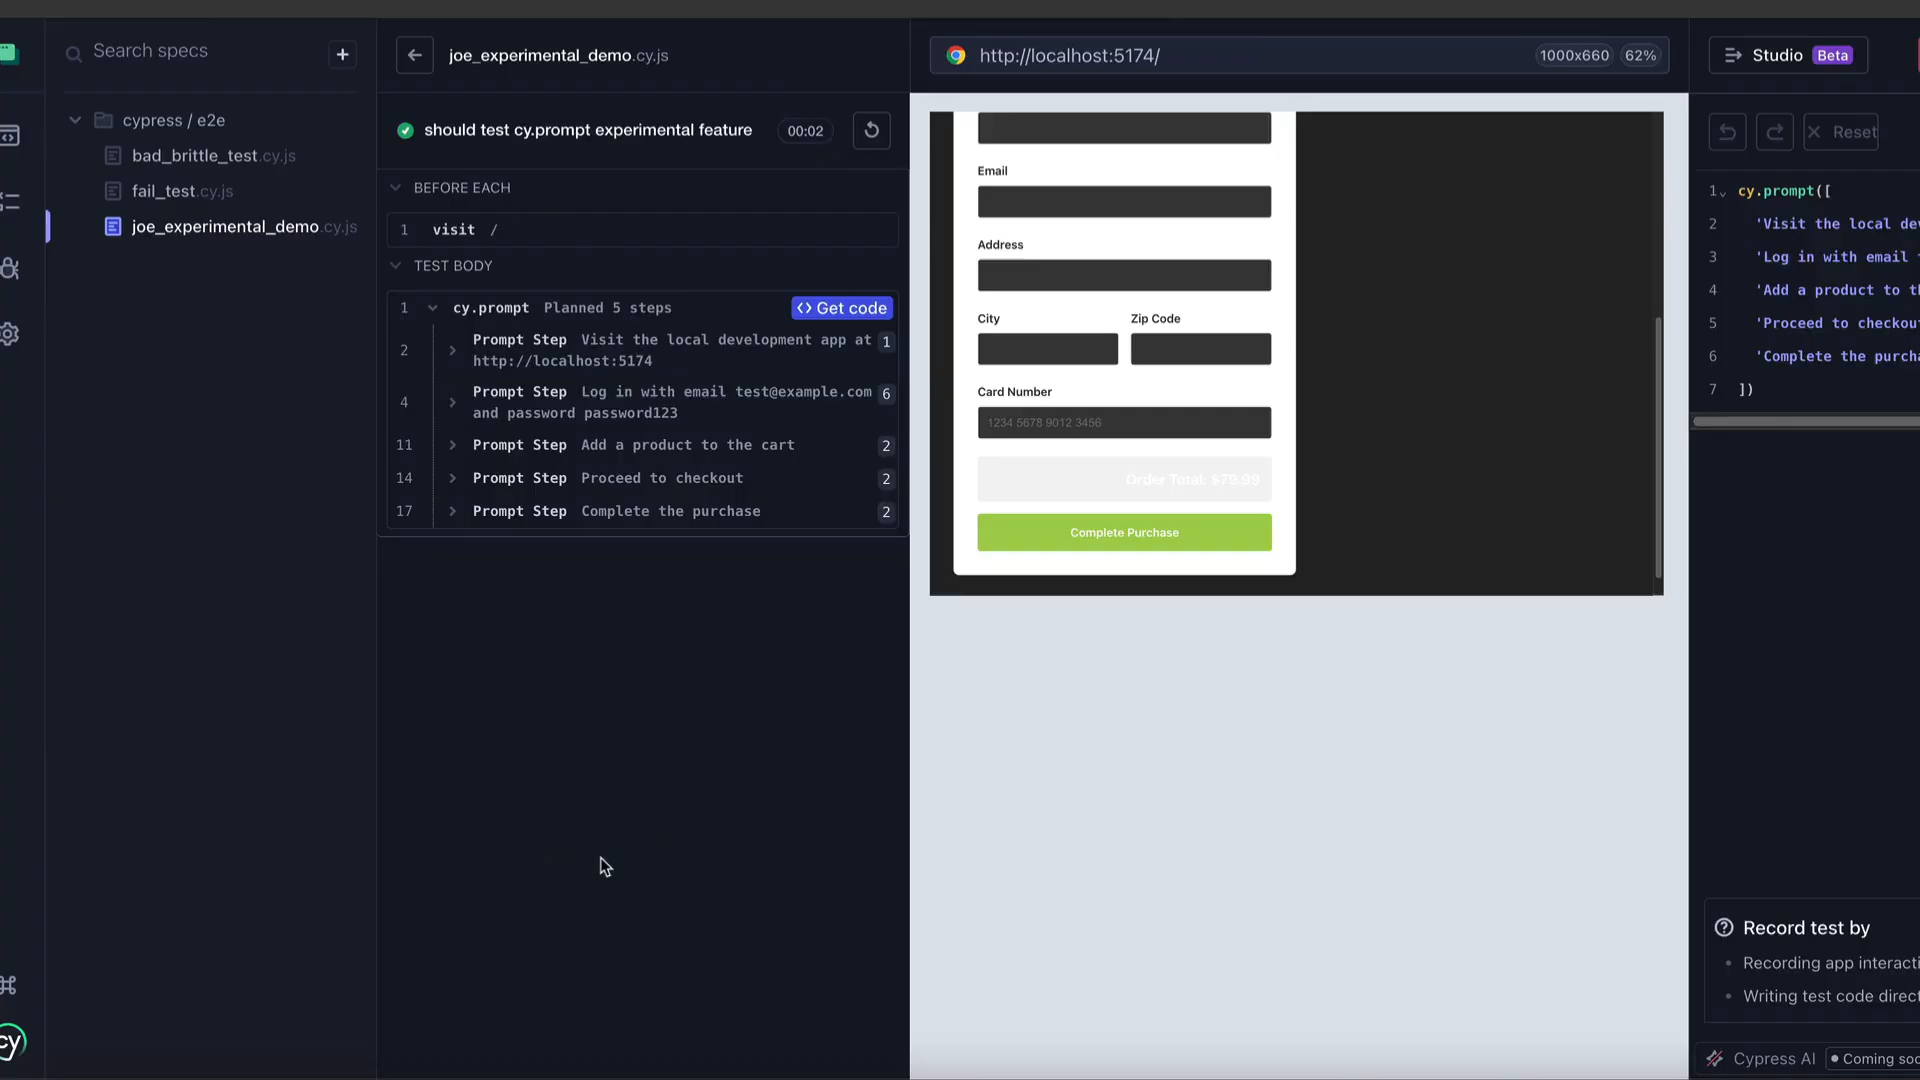 Search specs
+
cypress / e2e
bad_brittle_test.cy.js
fail_test.cy.js
joe_experimental_demo.cy.js
cy
joe_experimental_demo.cy.js
should test cy.prompt experimental feature 00:02
BEFORE EACH
1 visit /
TEST BODY
1 cy.prompt Planned 5 steps <> Get code
2 Prompt Step Visit the local development app at 1
http://localhost:5174
4 Prompt Step Log in with email test@example.com 6
and password password123
11 Prompt Step Add a product to the cart 2
14 Prompt Step Proceed to checkout 2
17 Prompt Step Complete the purchase 2
http://localhost:5174/ 1000x660 62%
Email
Address
City Zip Code
Card Number
1234 5678 9012 3456
Order Total: $79.99
Complete Purchase
Studio Beta
Reset
1 cy.prompt([
2 'Visit the local dev
3 'Log in with email t
4 'Add a product to th
5 'Proceed to checkout
6 'Complete the purcha
7 ])
Record test by
• Recording app interacti
• Writing test code direct
Cypress AI Coming soo